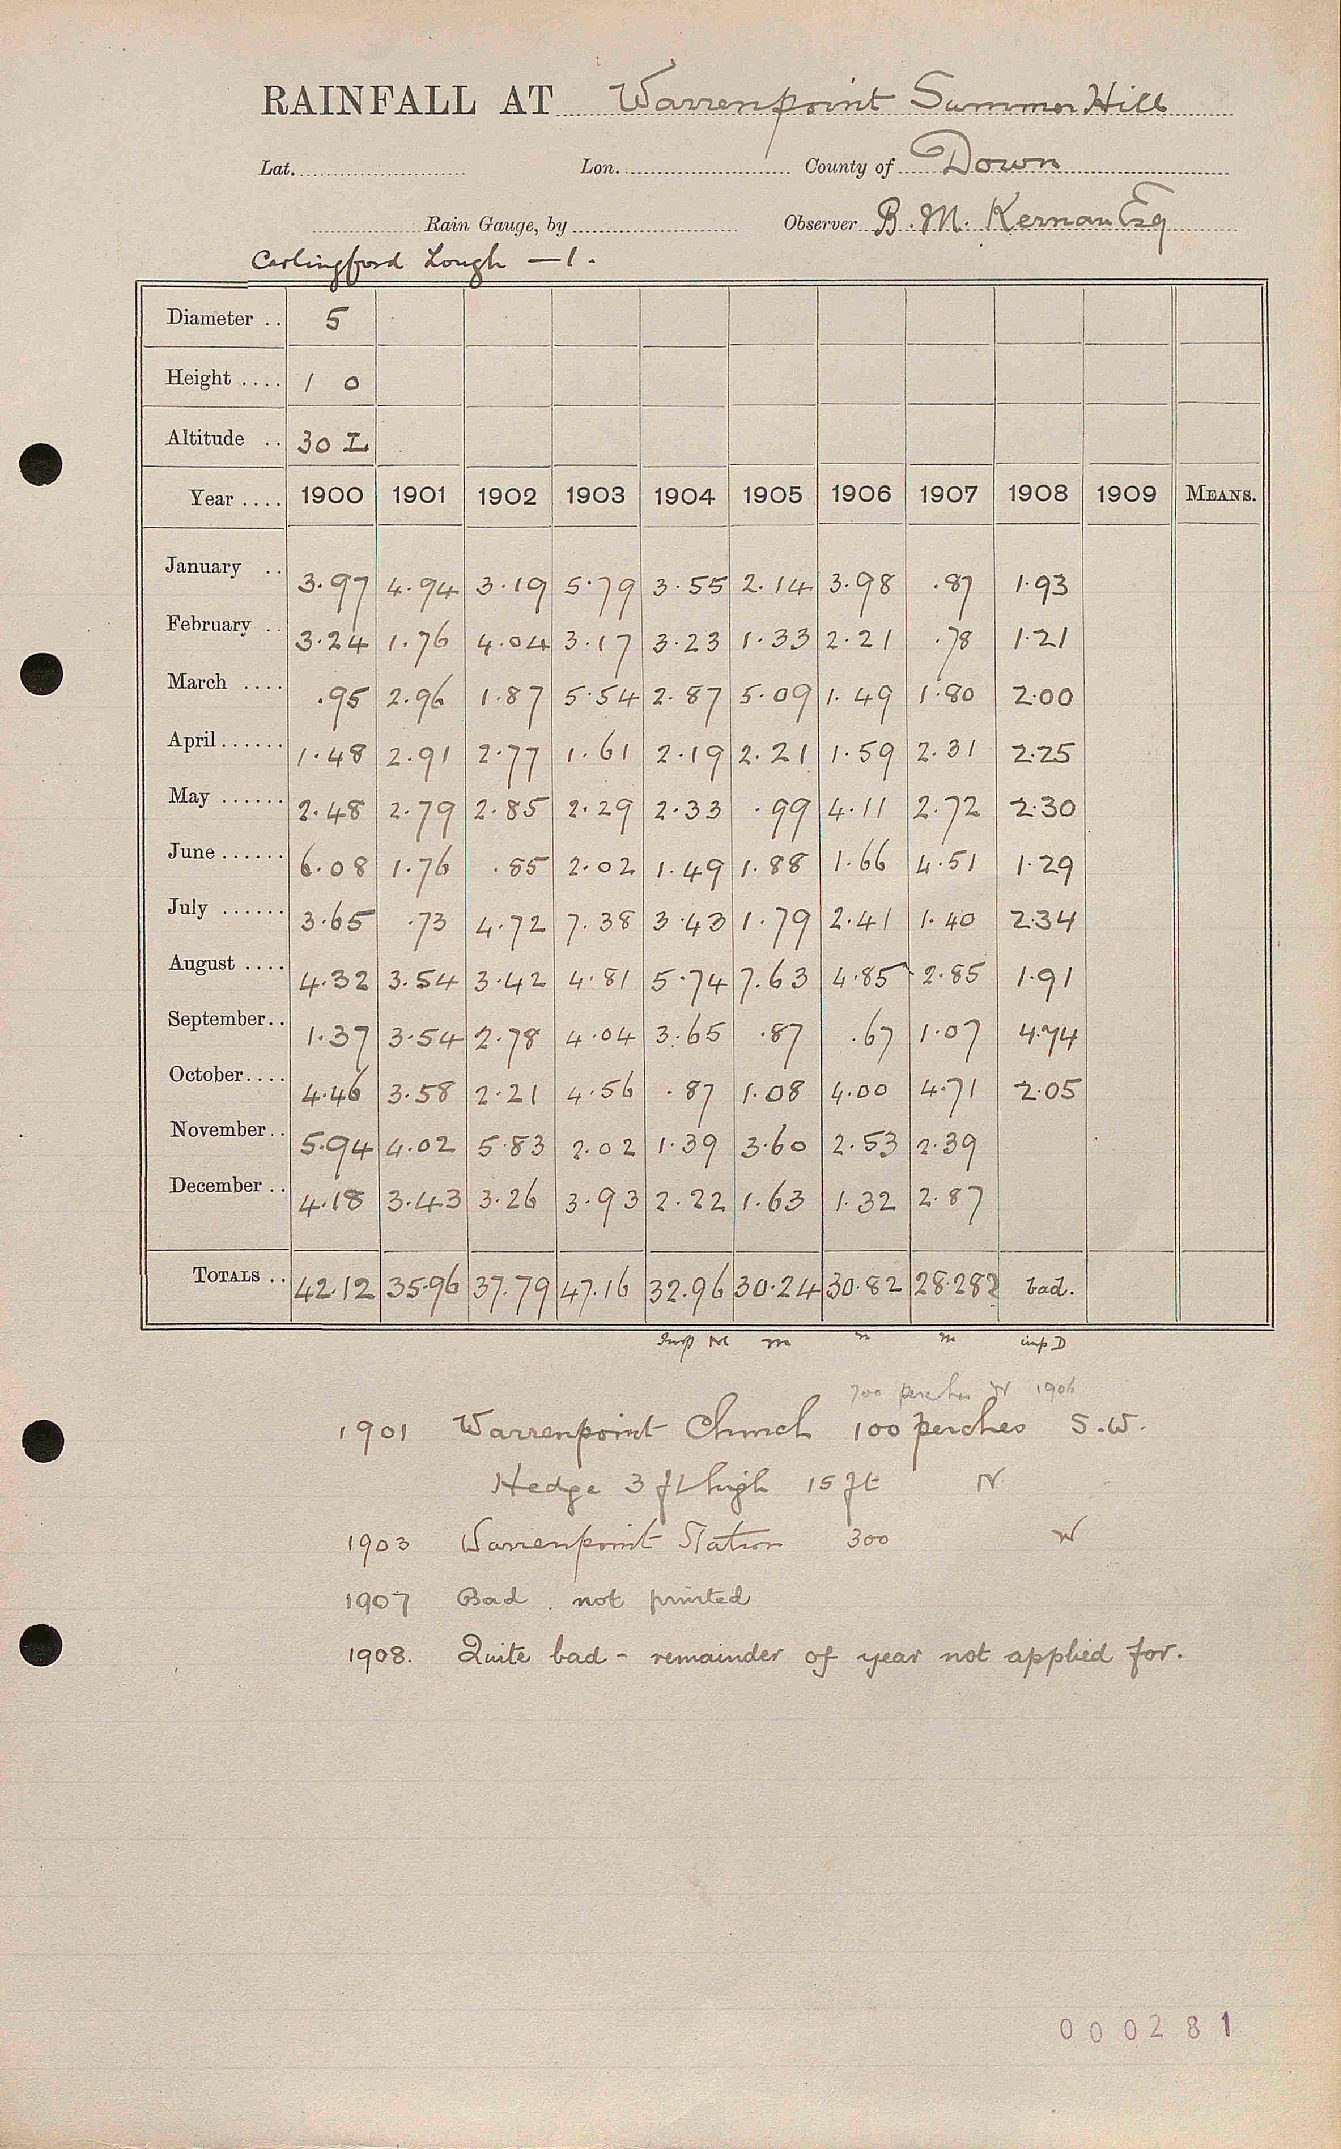 RAINFALL AT Warrenpoint Summer Hill
Lat. Lon. County of Down
Rain Gauge, by Observer B. M. Kernan Esq
Carlingford Lough — 1.
Diameter .. 5
Height .... 1 0
Altitude .. 30 L
Year .... 1900 1901 1902 1903 1904 1905 1906 1907 1908 1909 MEANS.
January .. 3.97 4.94 3.19 5.79 3.55 2.14 3.98 .87 1.93
February .. 3.24 1.76 4.04 3.17 3.23 1.33 2.21 .78 1.21
March .... .95 2.96 1.87 5.54 2.87 5.09 1.49 1.80 2.00
April ...... 1.48 2.91 2.77 1.61 2.19 2.21 1.59 2.31 2.25
May ...... 2.48 2.79 2.85 2.29 2.33 .99 4.11 2.72 2.30
June ...... 6.08 1.76 .85 2.02 1.49 1.88 1.66 4.51 1.29
July ...... 3.65 .73 4.72 7.38 3.43 1.79 2.41 1.40 2.34
August .... 4.32 3.54 3.42 4.81 5.74 7.63 4.85 2.85 1.91
September.. 1.37 3.54 2.78 4.04 3.65 .87 .67 1.07 4.74
October.... 4.46 3.58 2.21 4.56 .87 1.08 4.00 4.71 2.05
November.. 5.94 4.02 5.83 2.02 1.39 3.60 2.53 2.39
December .. 4.18 3.43 3.26 3.93 2.22 1.63 1.32 2.87
TOTALS .. 42.12 35.96 37.79 47.16 32.96 30.24 30.82 28.282 bad.
m m m imp D
700 perches W 1906
1901 Warrenpoint Church 100 perches S.W.
Hedge 3 ft high 15 ft N
1903 Warrenpoint Station 300 W
1907 Bad. not printed
1908. Quite bad - remainder of year not applied for.
000281